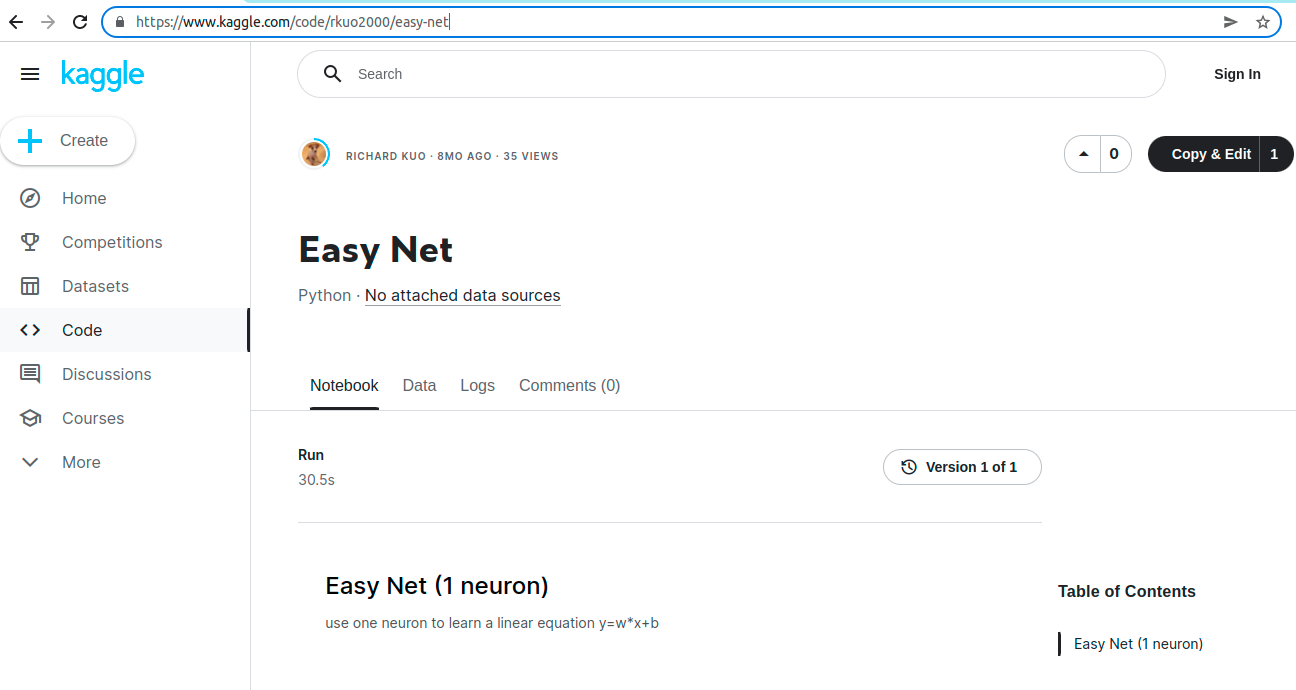 https://www.kaggle.com/code/rkuo2000/easy-net
kaggle
Search
Sign In
Create
RICHARD KUO · 8MO AGO · 35 VIEWS
0
Copy & Edit
1
Home
Competitions
Datasets
Code
Discussions
Courses
More
Easy Net
Python · No attached data sources
Notebook
Data
Logs
Comments (0)
Run
30.5s
Version 1 of 1
Easy Net (1 neuron)
use one neuron to learn a linear equation y=w*x+b
Table of Contents
Easy Net (1 neuron)